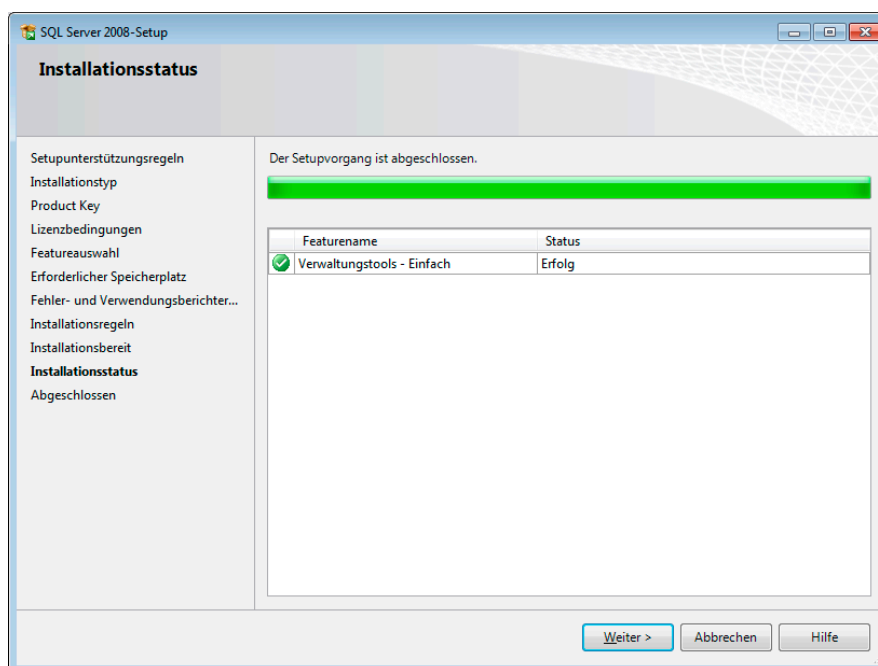 SQL Server 2008-Setup
Installationsstatus
Setupunterstützungsregeln
Installationstyp
Product Key
Lizenzbedingungen
Featureauswahl
Erforderlicher Speicherplatz
Fehler- und Verwendungsberichter...
Installationsregeln
Installationsbereit
Installationsstatus
Abgeschlossen
Der Setupvorgang ist abgeschlossen.
Featurename Status
Verwaltungstools - Einfach Erfolg
Weiter > Abbrechen Hilfe